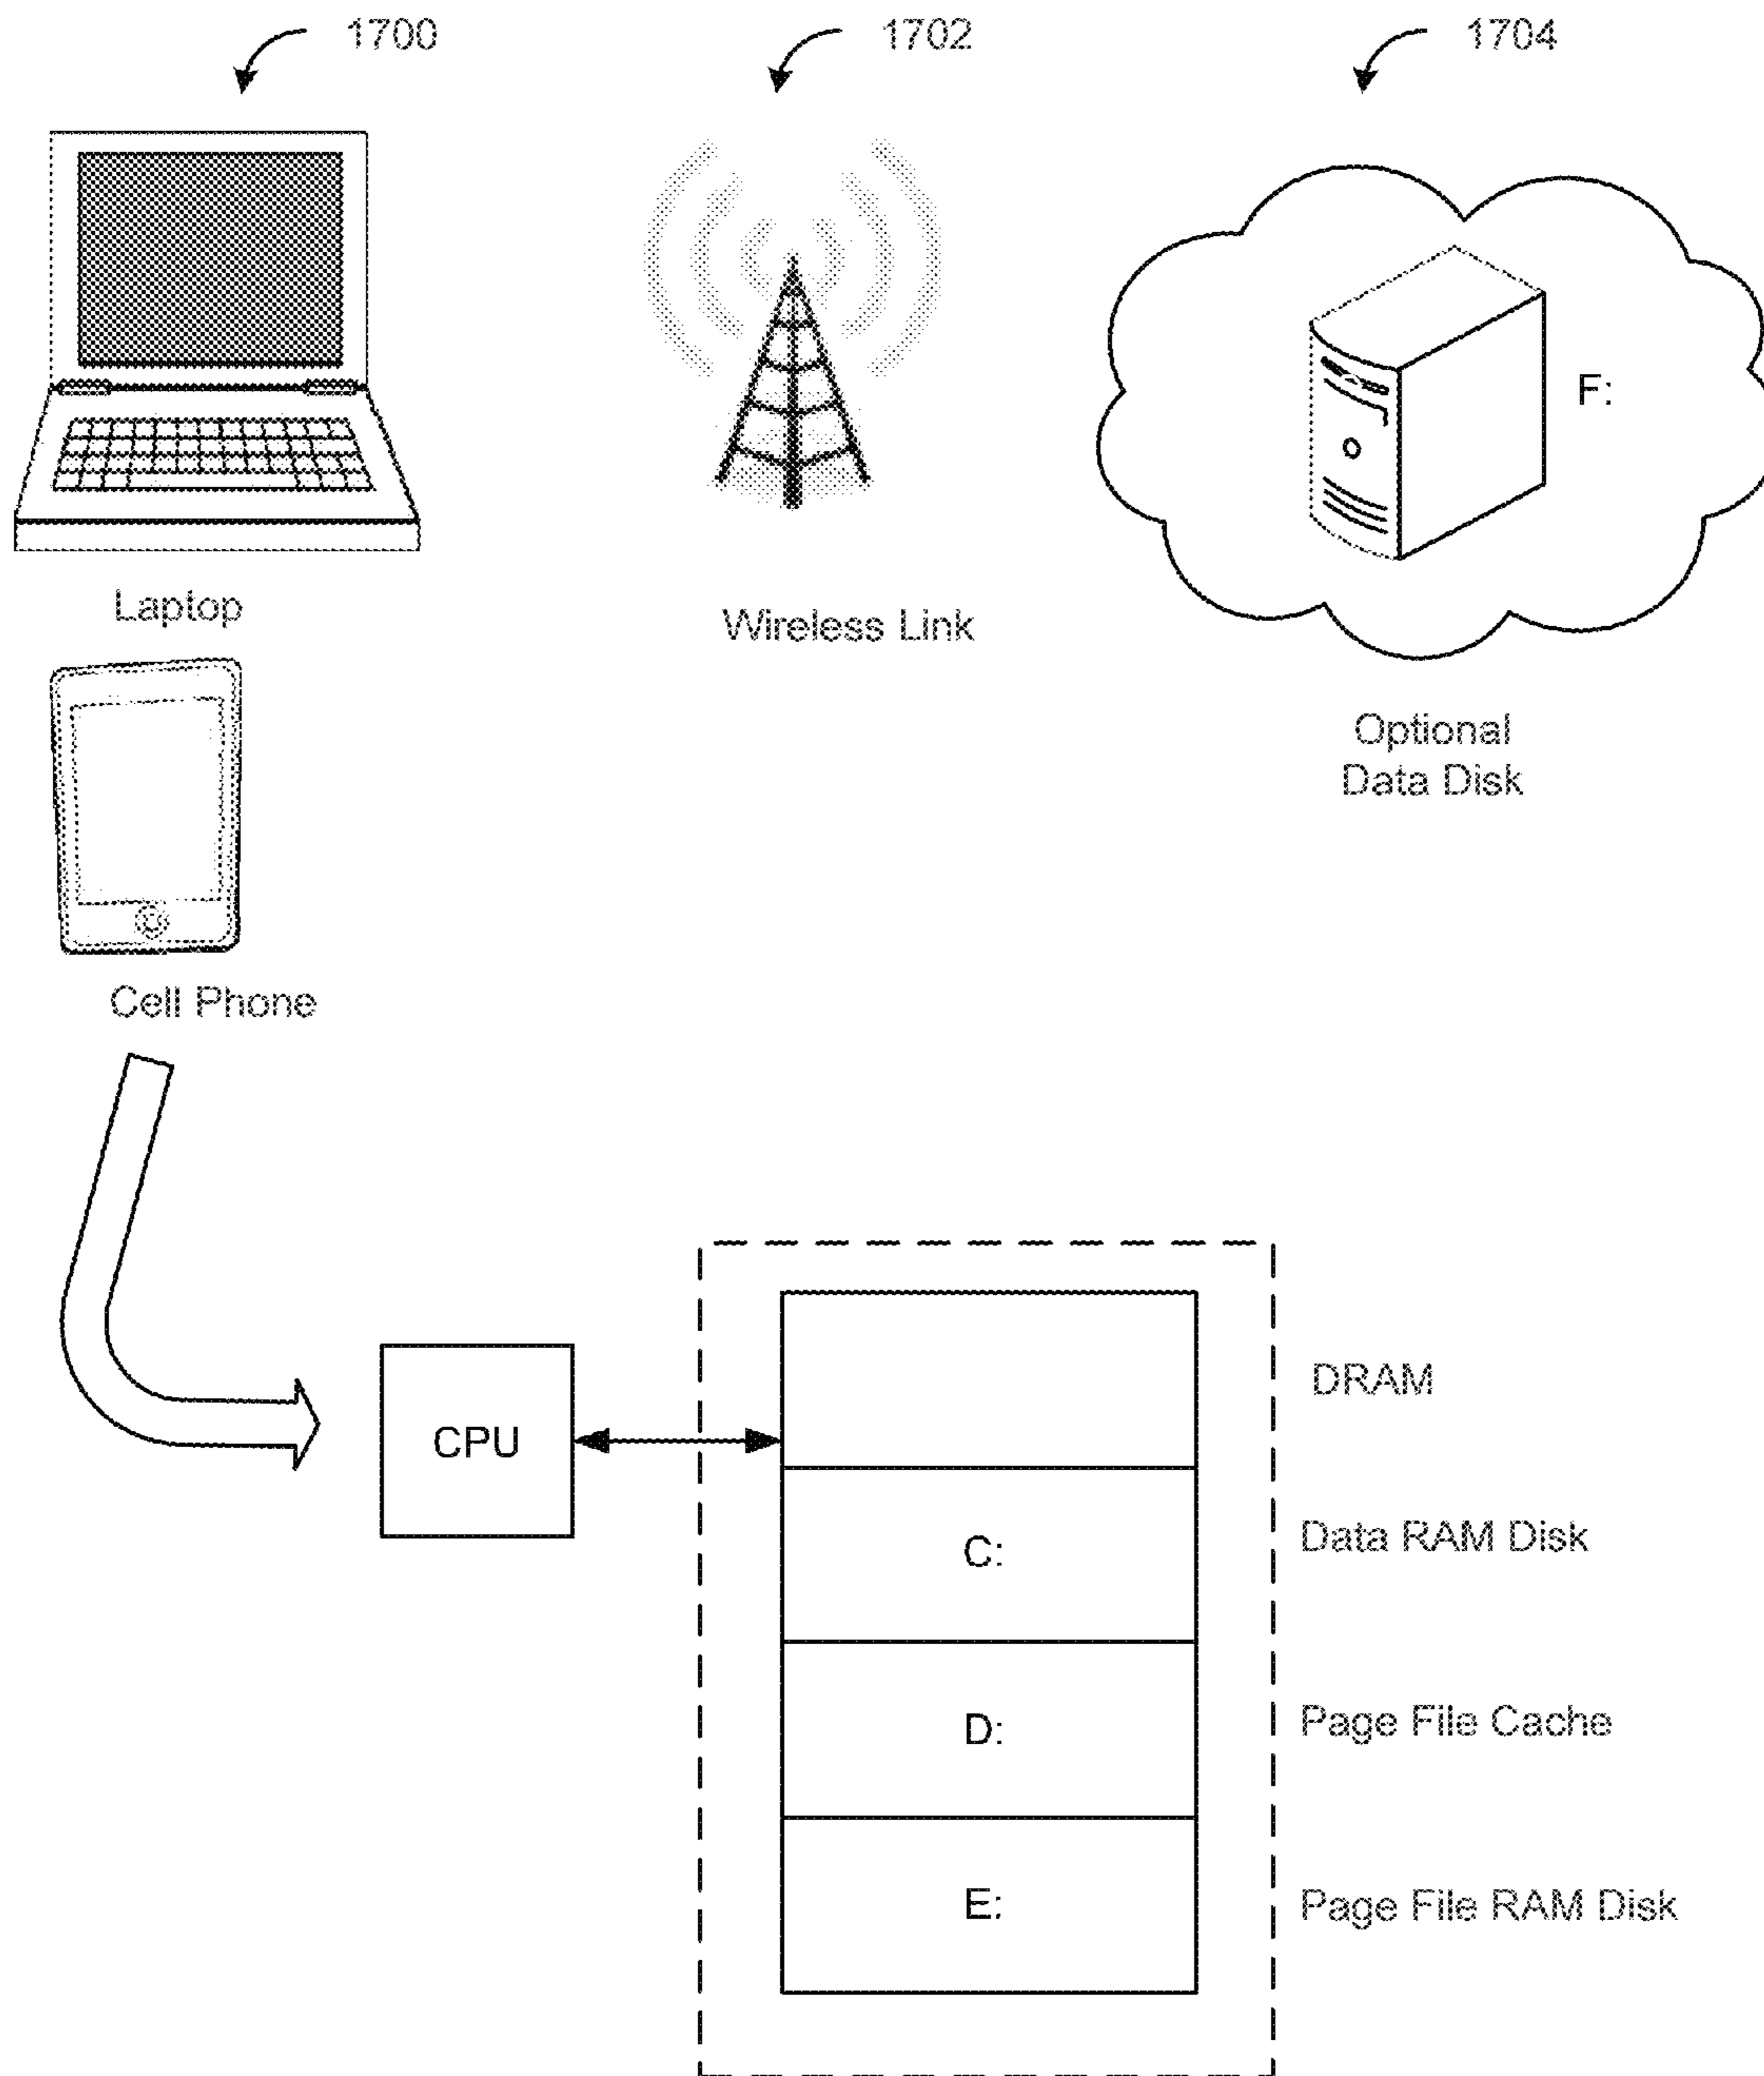 1700
1702
1704
F:
Laptop
Wireless Link
Optional
Data Disk
Cell Phone
CPU
DRAM
C:
Data RAM Disk
D:
Page File Cache
E:
Page File RAM Disk